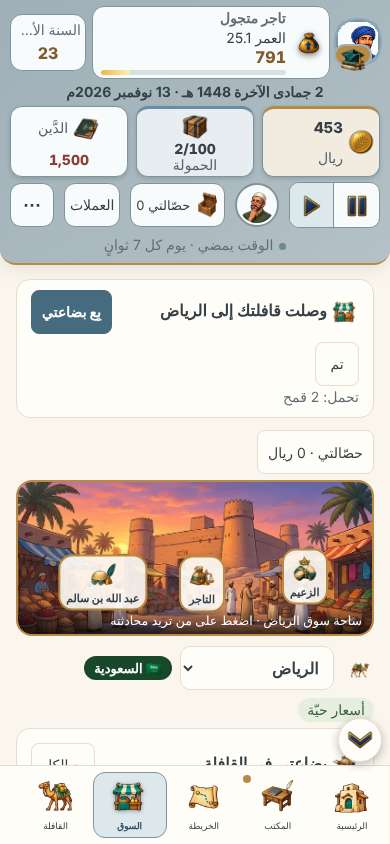 تاجر متجول
العمر 25.1
791
السنة الأ...
23
2 جمادى الآخرة 1448 هـ · 13 نوفمبر 2026م
453
ريال
2/100
الحمولة
الدَّين
1,500
حصّالتي 0
العملات
...
الوقت يمضي · يوم كل 7 ثوانٍ
وصلت قافلتك إلى الرياض
بِع بضاعتي
تم
تحمل: 2 قمح
حصّالتي · 0 ريال
الزعيم
التاجر
عبد الله بن سالم
ساحة سوق الرياض · اضغط على من تريد محادثته
الرياض
السعودية
أسعار حيّة
بضاعتي في القافلة
الرئيسية
المكتب
الخريطة
السوق
القافلة